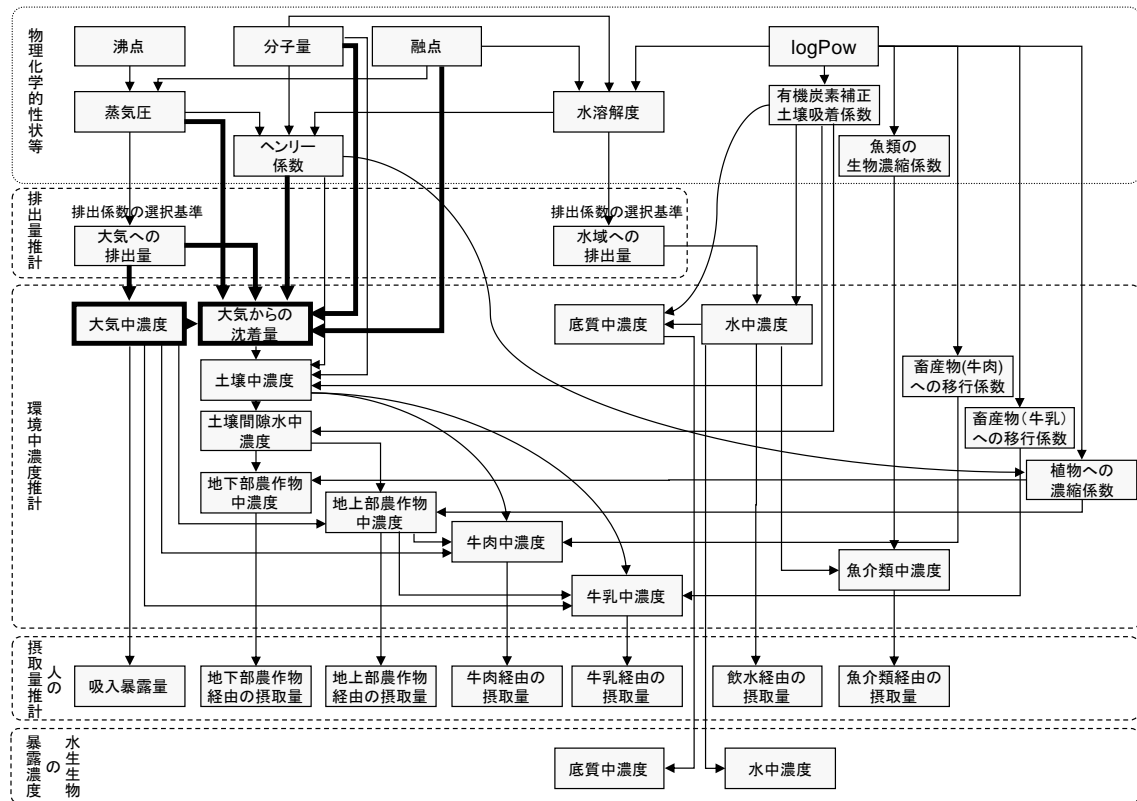 物理化学的性状等
沸点
分子量
融点
logPow
蒸気圧
水溶解度
有機炭素補正
土壌吸着係数
ヘンリー
係数
魚類の
生物濃縮係数
排出量推計
排出係数の選択基準
大気への
排出量
排出係数の選択基準
水域への
排出量
環境中濃度推計
大気中濃度
大気からの
沈着量
底質中濃度
水中濃度
土壌中濃度
畜産物(牛肉)
への移行係数
土壌間隙水中
濃度
畜産物(牛乳)
への移行係数
地下部農作物
中濃度
植物への
濃縮係数
地上部農作物
中濃度
牛肉中濃度
魚介類中濃度
牛乳中濃度
人の
摂取量推計
吸入暴露量
地下部農作物
経由の摂取量
地上部農作物
経由の摂取量
牛肉経由の
摂取量
牛乳経由の
摂取量
飲水経由の
摂取量
魚介類経由の
摂取量
水生生物
の
暴露濃度
底質中濃度
水中濃度